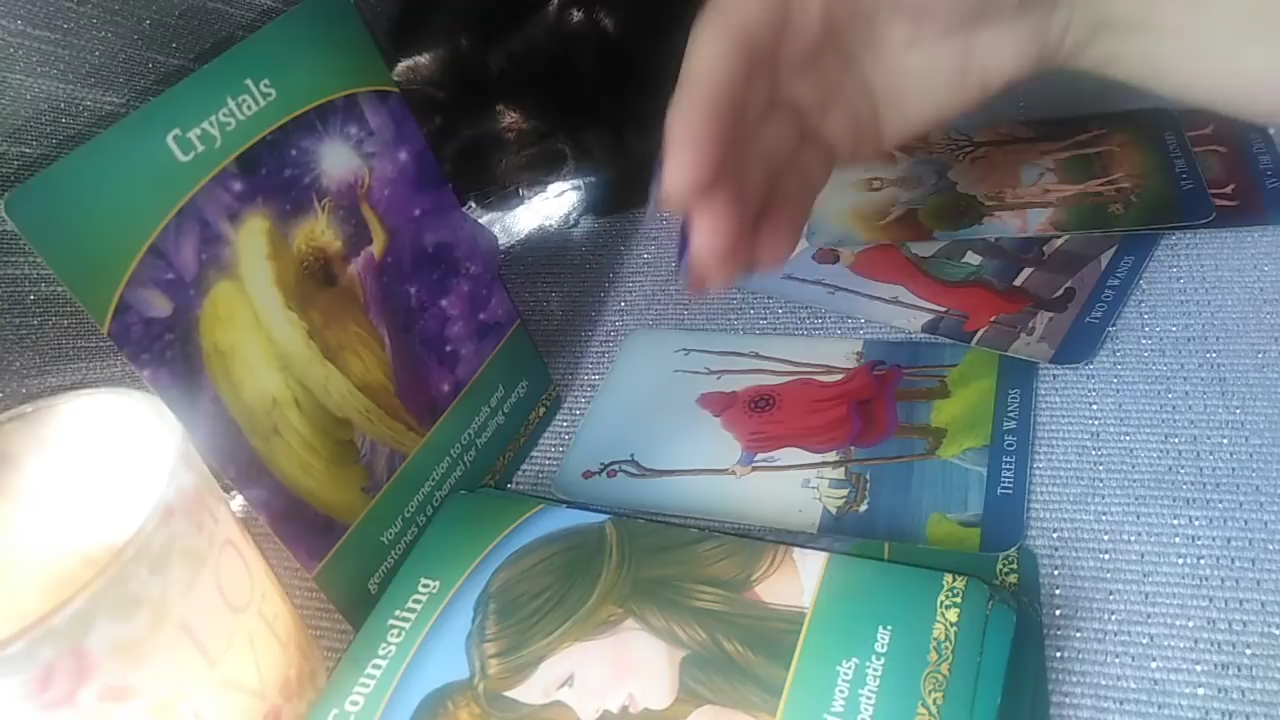 Crystals
Your connection to crystals and
gemstones is a channel for healing energy.
VI • THE LOVERS
TWO OF WANDS
THREE OF WANDS
Counseling
words,
pathetic ear.
LOVE